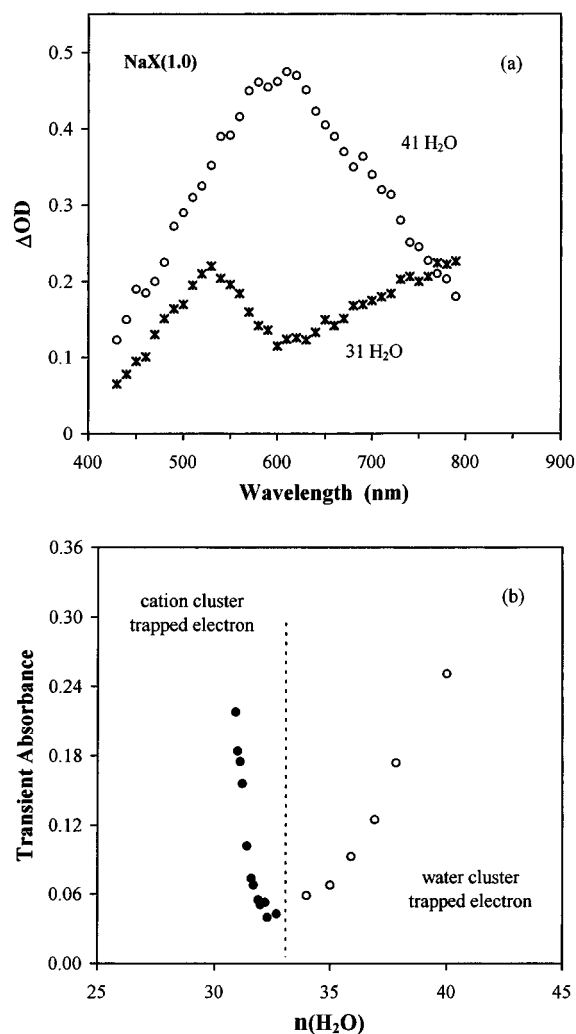 NaX(1.0)
(a)
41 H₂O
31 H₂O
ΔOD
0.5
0.4
0.3
0.2
0.1
0
400 500 600 700 800 900
Wavelength (nm)
(b)
cation cluster
trapped electron
water cluster
trapped electron
Transient Absorbance
0.36
0.30
0.24
0.18
0.12
0.06
0.00
25 30 35 40 45
n(H₂O)